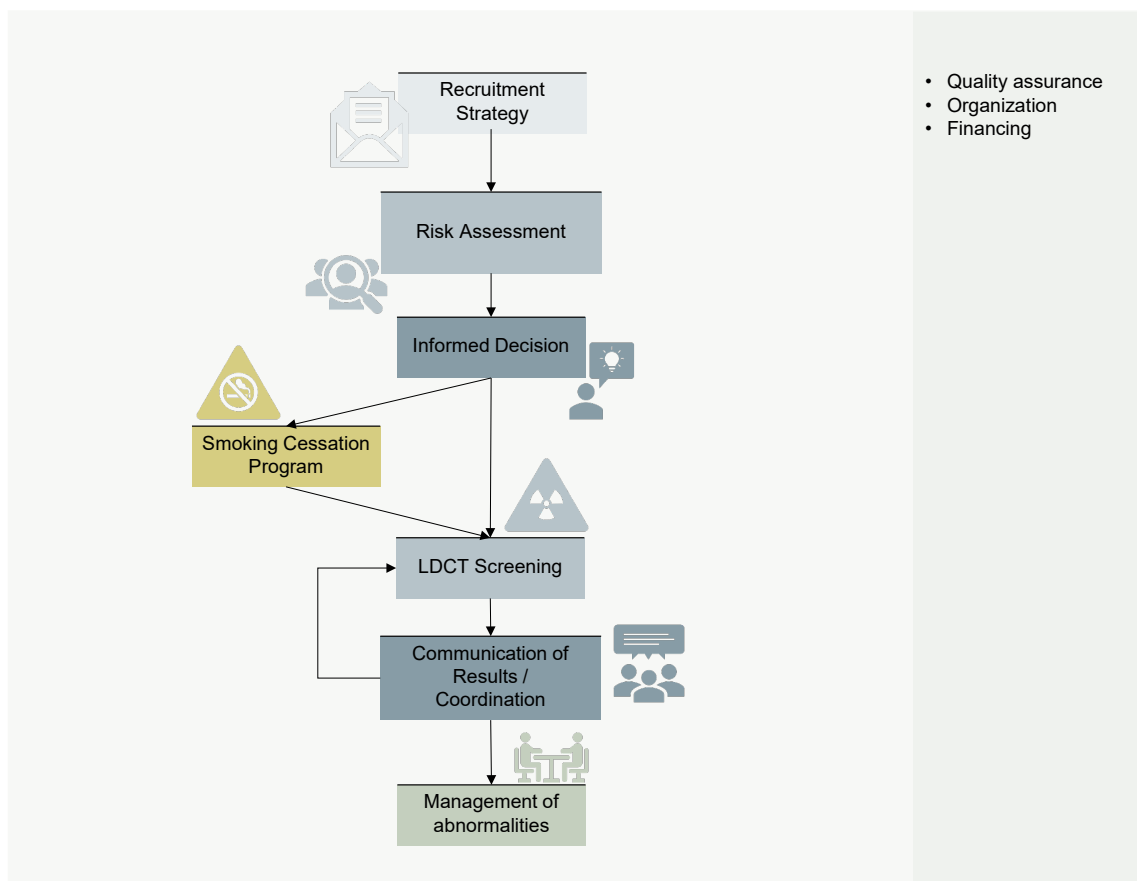 Recruitment
Strategy
Risk Assessment
Informed Decision
Smoking Cessation
Program
LDCT Screening
Communication of
Results /
Coordination
Management of
abnormalities
• Quality assurance
• Organization
• Financing